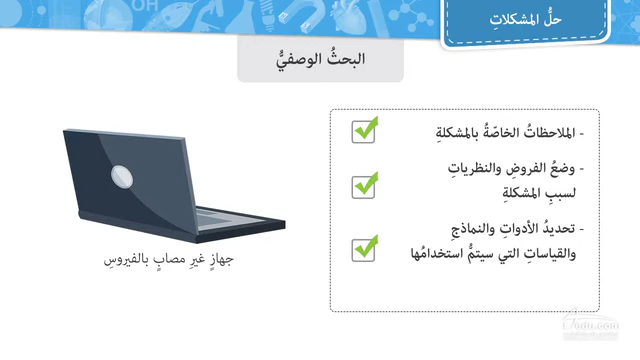 حلُّ المشكلاتِ
البحثُ الوصفيُّ
- الملاحظاتُ الخاصّةُ بالمشكلةِ
- وضعُ الفروضِ والنظرياتِ
لسببِ المشكلةِ
- تحديدُ الأدواتِ والنماذجِ
والقياساتِ التي سيتمُّ استخدامُها
جهازٍ غيرِ مصابٍ بالفيروسِ
OH